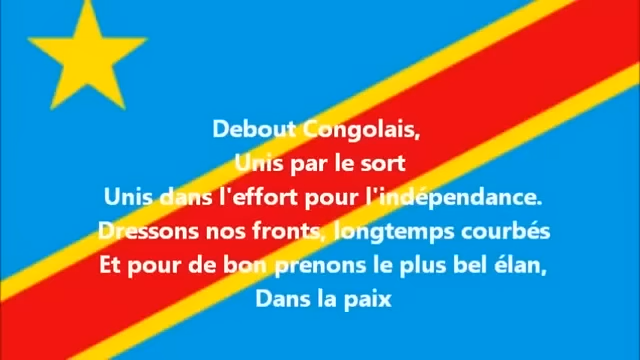 Debout Congolais,
Unis par le sort
Unis dans l'effort pour l'indépendance.
Dressons nos fronts, longtemps courbés
Et pour de bon prenons le plus bel élan,
Dans la paix